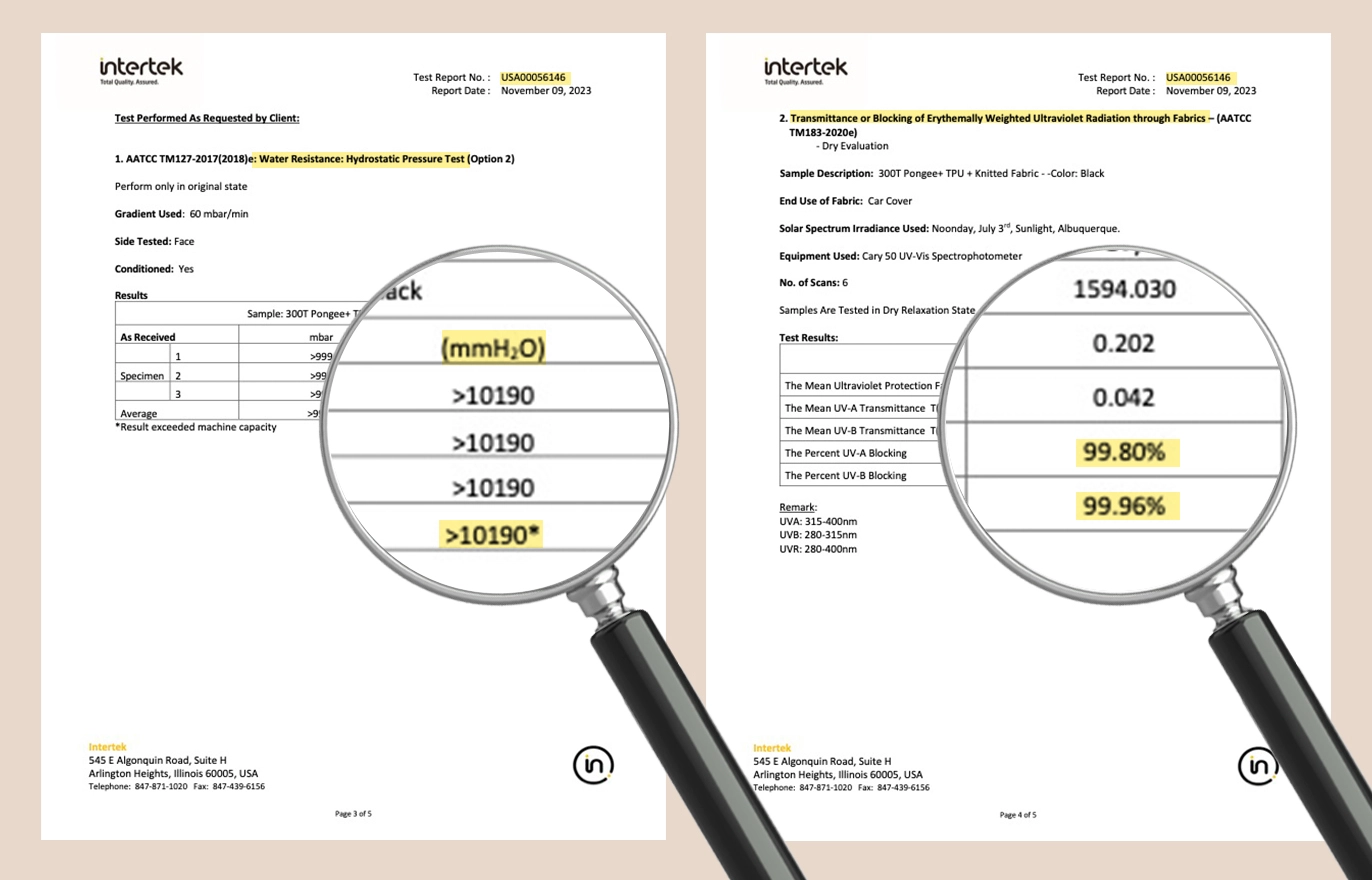 intertek
Total Quality. Assured.
Test Report No. : USA00056146
Report Date : November 09, 2023
Test Performed As Requested by Client:
1. AATCC TM127-2017(2018)e: Water Resistance: Hydrostatic Pressure Test (Option 2)
Perform only in original state
Gradient Used: 60 mbar/min
Side Tested: Face
Conditioned: Yes
Results
Sample: 300T Pongee+
As Received mbar (mmH₂O)
1 >999 >10190
Specimen 2 >10190
3 >10190
Average >10190*
*Result exceeded machine capacity
Intertek
545 E Algonquin Road, Suite H
Arlington Heights, Illinois 60005, USA
Telephone: 847-871-1020 Fax: 847-439-6156
in
Page 3 of 5
intertek
Total Quality. Assured.
Test Report No. : USA00056146
Report Date : November 09, 2023
2. Transmittance or Blocking of Erythemally Weighted Ultraviolet Radiation through Fabrics – (AATCC
TM183-2020e)
- Dry Evaluation
Sample Description: 300T Pongee+ TPU + Knitted Fabric - -Color: Black
End Use of Fabric: Car Cover
Solar Spectrum Irradiance Used: Noonday, July 3rd, Sunlight, Albuquerque.
Equipment Used: Cary 50 UV-Vis Spectrophotometer
No. of Scans: 6
Samples Are Tested in Dry Relaxation State
Test Results:
The Mean Ultraviolet Protection 1594.030
The Mean UV-A Transmittance 0.202
The Mean UV-B Transmittance 0.042
The Percent UV-A Blocking 99.80%
The Percent UV-B Blocking 99.96%
Remark:
UVA: 315-400nm
UVB: 280-315nm
UVR: 280-400nm
Intertek
545 E Algonquin Road, Suite H
Arlington Heights, Illinois 60005, USA
Telephone: 847-871-1020 Fax: 847-439-6156
in
Page 4 of 5